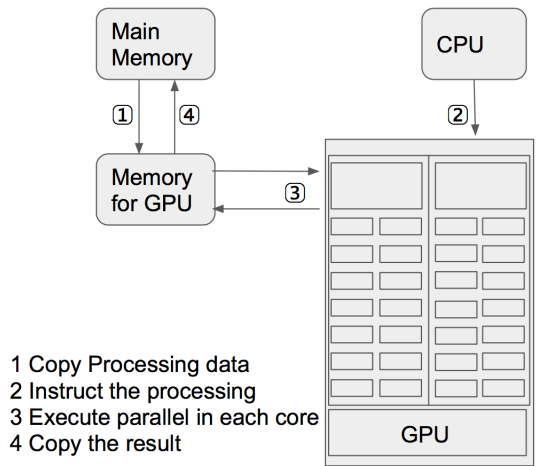 Main
Memory
CPU
1
4
2
Memory
for GPU
3
1 Copy Processing data
2 Instruct the processing
3 Execute parallel in each core
4 Copy the result
GPU